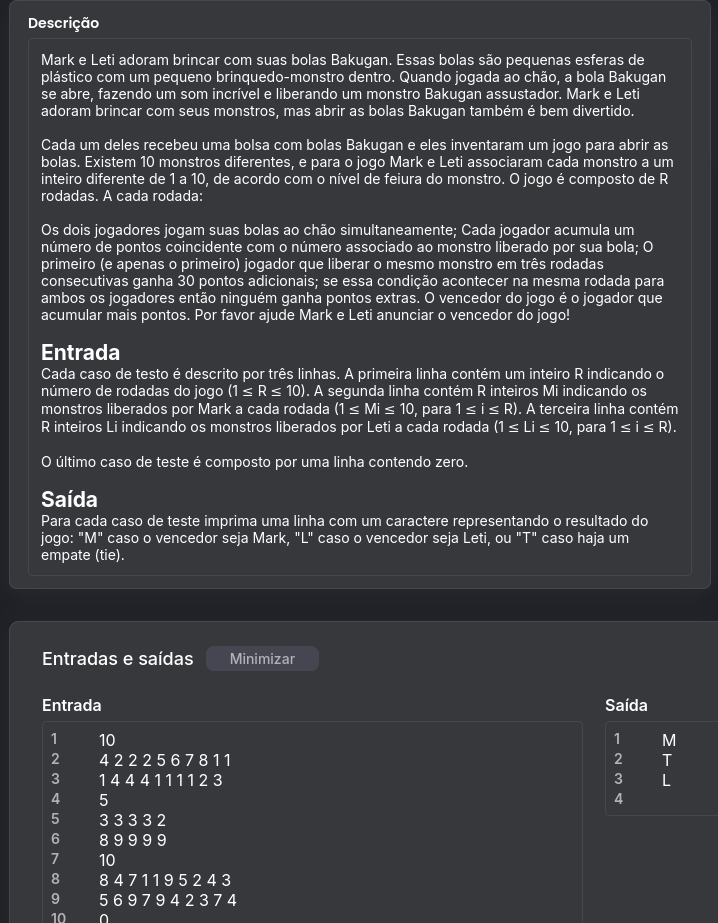 Descrição
Mark e Leti adoram brincar com suas bolas Bakugan. Essas bolas são pequenas esferas de
plástico com um pequeno brinquedo-monstro dentro. Quando jogada ao chão, a bola Bakugan
se abre, fazendo um som incrível e liberando um monstro Bakugan assustador. Mark e Leti
adoram brincar com seus monstros, mas abrir as bolas Bakugan também é bem divertido.
Cada um deles recebeu uma bolsa com bolas Bakugan e eles inventaram um jogo para abrir as
bolas. Existem 10 monstros diferentes, e para o jogo Mark e Leti associaram cada monstro a um
inteiro diferente de 1 a 10, de acordo com o nível de feiura do monstro. O jogo é composto de R
rodadas. A cada rodada:
Os dois jogadores jogam suas bolas ao chão simultaneamente; Cada jogador acumula um
número de pontos coincidente com o número associado ao monstro liberado por sua bola; O
primeiro (e apenas o primeiro) jogador que liberar o mesmo monstro em três rodadas
consecutivas ganha 30 pontos adicionais; se essa condição acontecer na mesma rodada para
ambos os jogadores então ninguém ganha pontos extras. O vencedor do jogo é o jogador que
acumular mais pontos. Por favor ajude Mark e Leti anunciar o vencedor do jogo!
Entrada
Cada caso de testo é descrito por três linhas. A primeira linha contém um inteiro R indicando o
número de rodadas do jogo (1 ≤ R ≤ 10). A segunda linha contém R inteiros Mi indicando os
monstros liberados por Mark a cada rodada (1 ≤ Mi ≤ 10, para 1 ≤ i ≤ R). A terceira linha contém
R inteiros Li indicando os monstros liberados por Leti a cada rodada (1 ≤ Li ≤ 10, para 1 ≤ i ≤ R).
O último caso de teste é composto por uma linha contendo zero.
Saída
Para cada caso de teste imprima uma linha com um caractere representando o resultado do
jogo: "M" caso o vencedor seja Mark, "L" caso o vencedor seja Leti, ou "T" caso haja um
empate (tie).
Entradas e saídas Minimizar
Entrada Saída
1 10 1 M
2 4 2 2 2 5 6 7 8 1 1 2 T
3 1 4 4 4 1 1 1 1 2 3 3 L
4 5 4
5 3 3 3 3 2
6 8 9 9 9 9
7 10
8 8 4 7 1 1 9 5 2 4 3
9 5 6 9 7 9 4 2 3 7 4
10 0